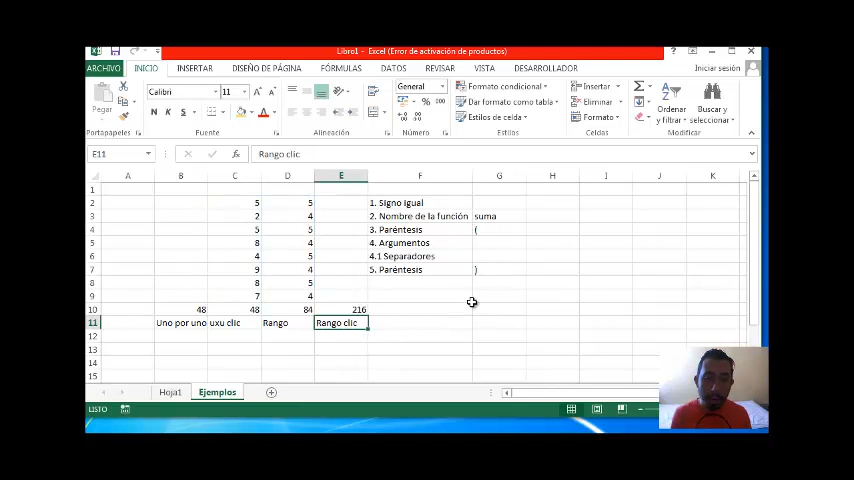 Libro1 - Excel (Error de activación de productos)
ARCHIVO INICIO INSERTAR DISEÑO DE PÁGINA FÓRMULAS DATOS REVISAR VISTA DESARROLLADOR Iniciar sesión
Pegar
Portapapeles
Calibri 11
N K S
Fuente
Alineación
General
% 000
Número
Formato condicional
Dar formato como tabla
Estilos de celda
Estilos
Insertar
Eliminar
Formato
Celdas
Ordenar y filtrar
Buscar y seleccionar
Modificar
E11 fx Rango clic
A B C D E F G H I J K
1
2 5 5 1. Signo igual
3 2 4 2. Nombre de la función suma
4 5 5 3. Paréntesis (
5 8 4 4. Argumentos
6 4 5 4.1 Separadores
7 9 4 5. Paréntesis )
8 8 5
9 7 4
10 48 48 84 216
11 Uno por uno uxu clic Rango Rango clic
12
13
14
15
Hoja1 Ejemplos
LISTO